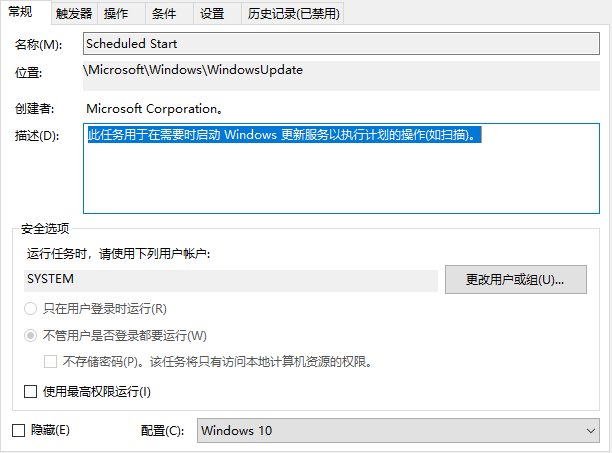 常规 触发器 操作 条件 设置 历史记录(已禁用)
名称(M): Scheduled Start
位置: \Microsoft\Windows\WindowsUpdate
创建者: Microsoft Corporation。
描述(D): 此任务用于在需要时启动 Windows 更新服务以执行计划的操作(如扫描)。
安全选项
运行任务时，请使用下列用户帐户:
SYSTEM 更改用户或组(U)...
只在用户登录时运行(R)
不管用户是否登录都要运行(W)
不存储密码(P)。该任务将只有访问本地计算机资源的权限。
使用最高权限运行(I)
隐藏(E) 配置(C): Windows 10